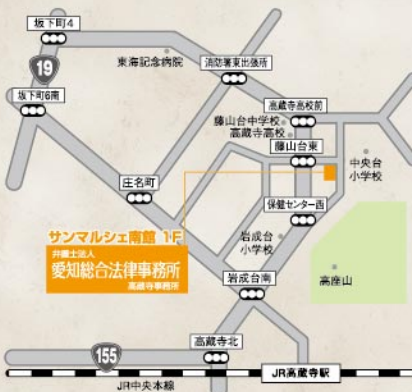 坂下町4
19
東海記念病院
消防署東出張所
坂下町6南
高蔵寺高校前
藤山台中学校
高蔵寺高校
藤山台東
中央台
小学校
庄名町
保健センター西
サンマルシェ南館 1F
弁護士法人
愛知総合法律事務所
高蔵寺事務所
岩成台
小学校
岩成台南
高座山
高蔵寺北
155
JR高蔵寺駅
JR中央本線